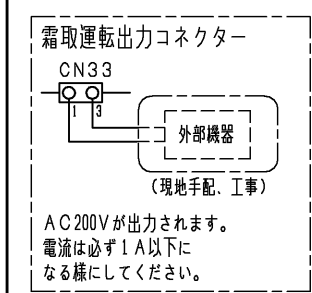 霜取運転出力コネクター
CN33
1 3
外部機器
(現地手配、工事)
AC200Vが出力されます。
電流は必ず1A以下に
なる様にしてください。